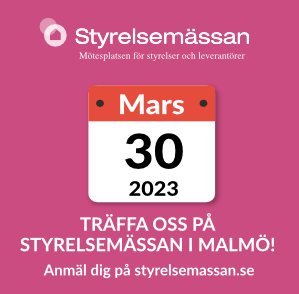 Styrelsemässan
Mötesplatsen för styrelser och leverantörer
Mars
30
2023
TRÄFFA OSS PÅ
STYRELSEMÄSSAN I MALMÖ!
Anmäl dig på styrelsemassan.se